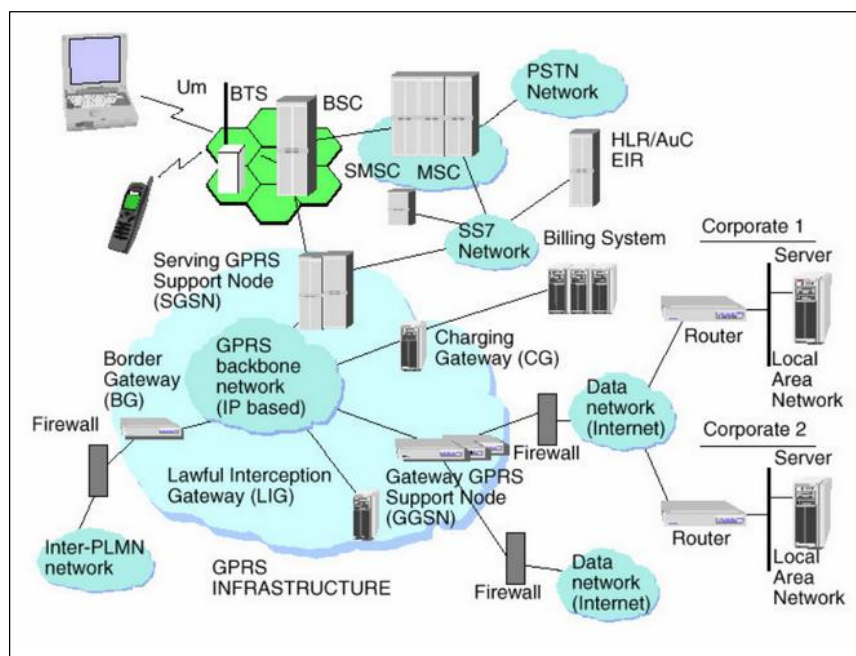 Um
BTS
BSC
PSTN
Network
HLR/AuC
EIR
SMSC
MSC
SS7
Network
Billing System
Corporate 1
Server
Router
Local
Area
Network
Serving GPRS
Support Node
(SGSN)
Charging
Gateway (CG)
GPRS
backbone
network
(IP based)
Border
Gateway
(BG)
Firewall
Data
network
(Internet)
Firewall
Corporate 2
Server
Router
Local
Area
Network
Lawful Interception
Gateway (LIG)
Gateway GPRS
Support Node
(GGSN)
Inter-PLMN
network
GPRS
INFRASTRUCTURE
Firewall
Data
network
(Internet)